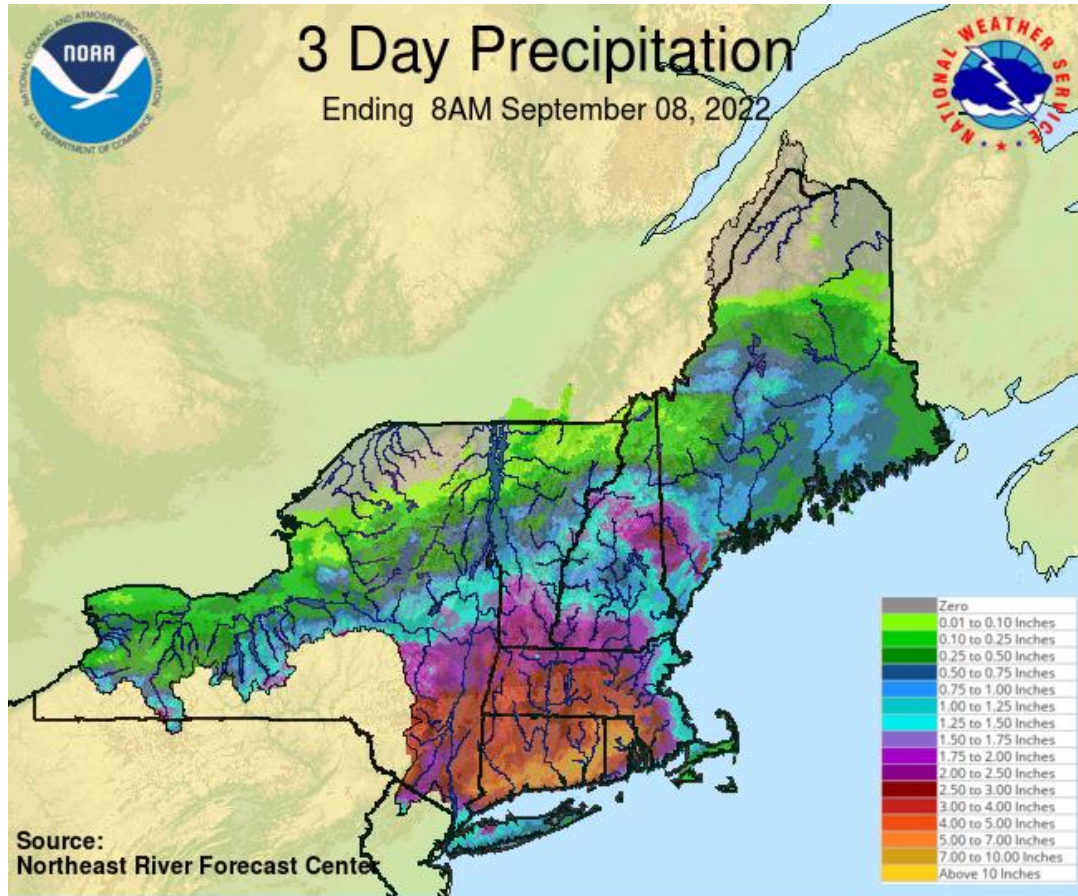 3 Day Precipitation
Ending 8AM September 08, 2022
NATIONAL OCEANIC AND ATMOSPHERIC ADMINISTRATION
NOAA
U.S. DEPARTMENT OF COMMERCE
NATIONAL WEATHER SERVICE
Zero
0.01 to 0.10 Inches
0.10 to 0.25 Inches
0.25 to 0.50 Inches
0.50 to 0.75 Inches
0.75 to 1.00 Inches
1.00 to 1.25 Inches
1.25 to 1.50 Inches
1.50 to 1.75 Inches
1.75 to 2.00 Inches
2.00 to 2.50 Inches
2.50 to 3.00 Inches
3.00 to 4.00 Inches
4.00 to 5.00 Inches
5.00 to 7.00 Inches
7.00 to 10.00 Inches
Above 10 Inches
Source:
Northeast River Forecast Center